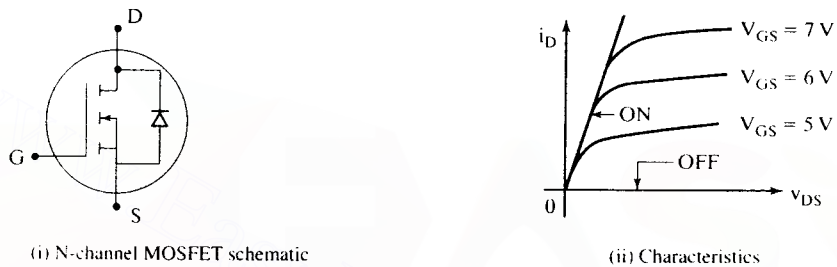 D
G
S
(i) N-channel MOSFET schematic
i_D
V_GS = 7 V
V_GS = 6 V
ON
V_GS = 5 V
OFF
0
v_DS
(ii) Characteristics